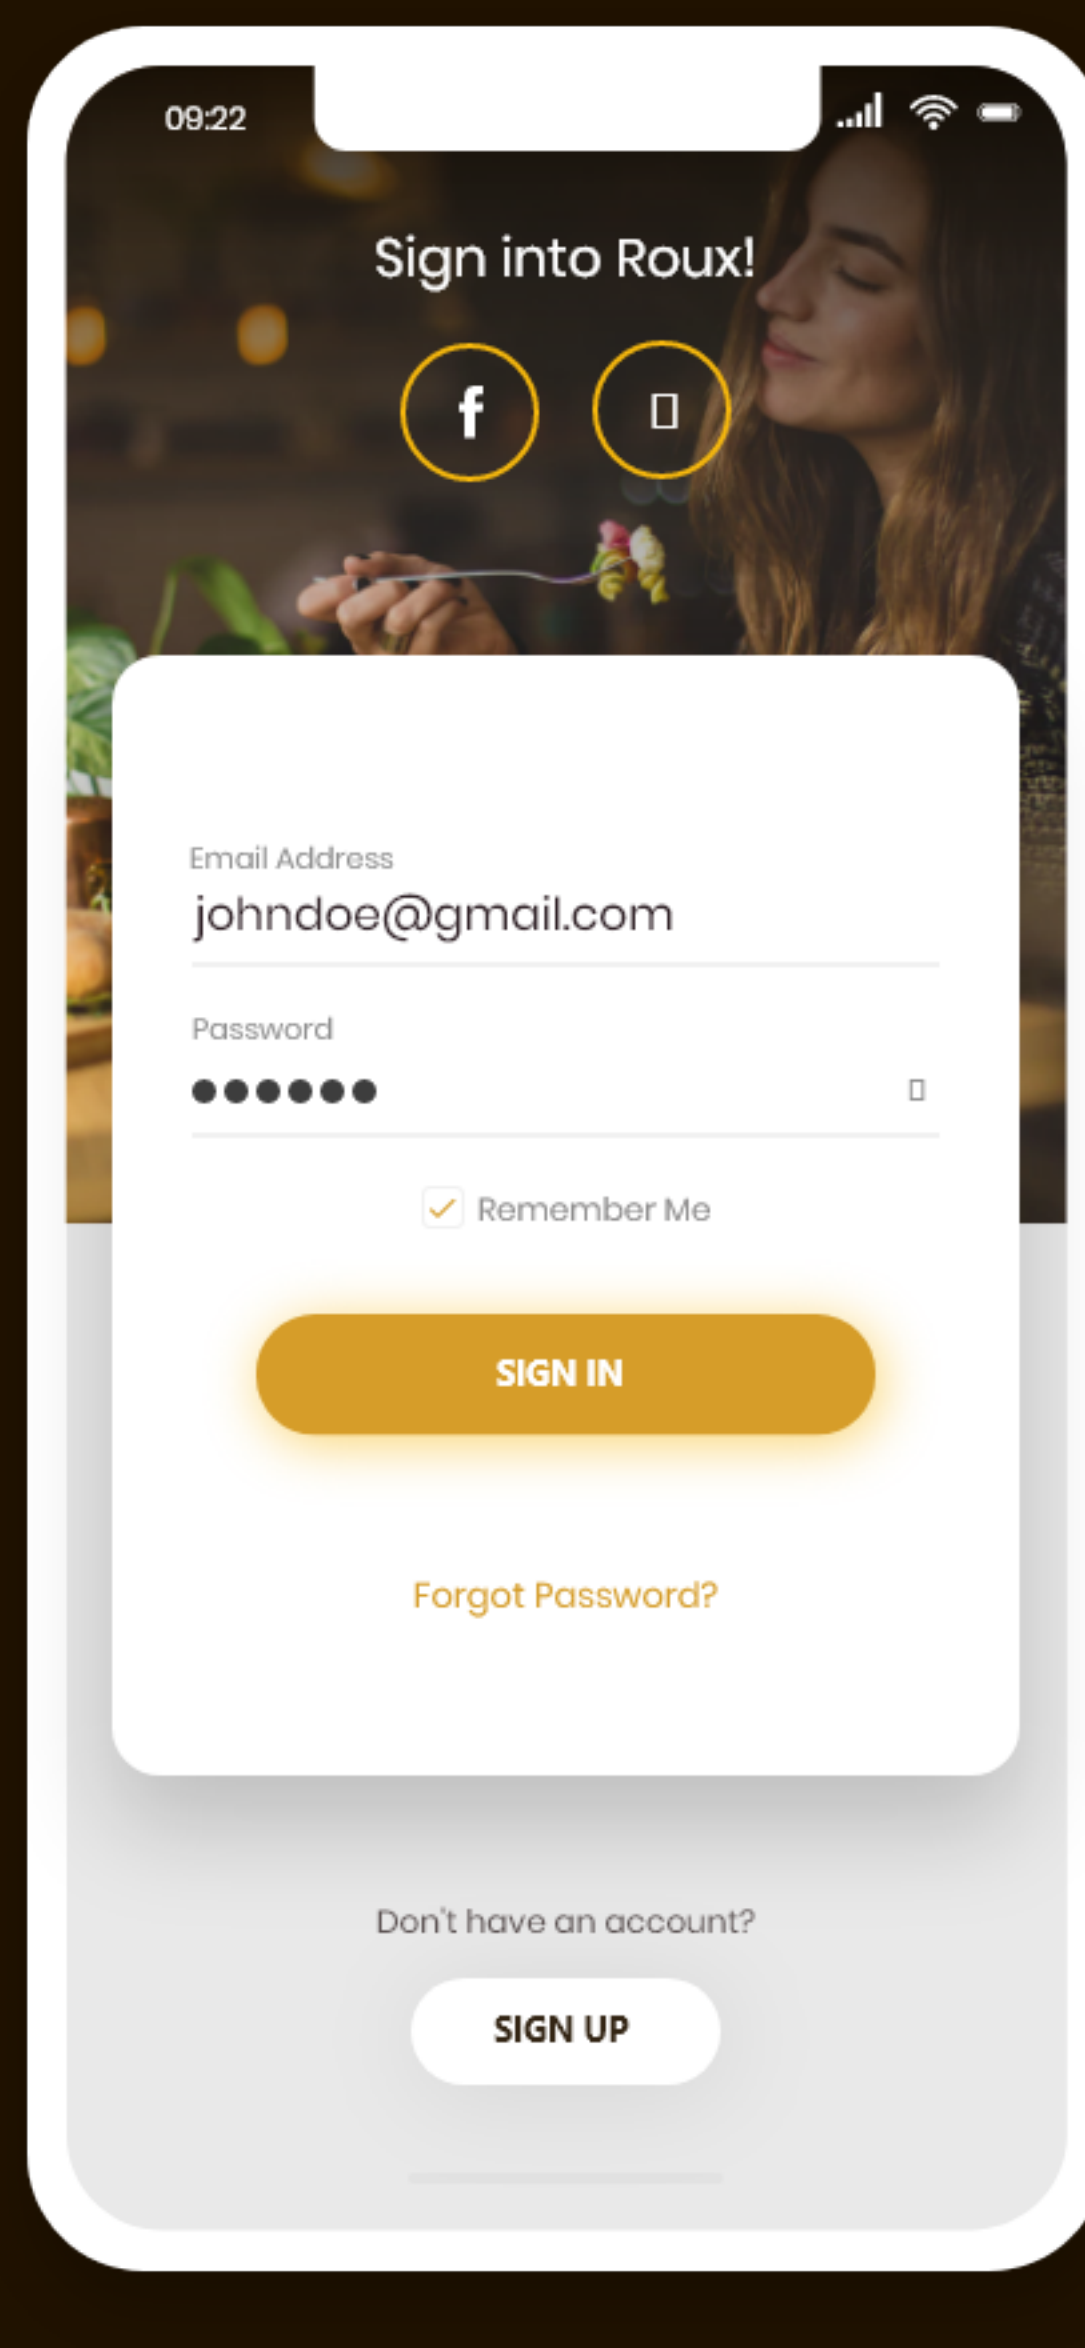 09:22
Sign into Roux!
f
Email Address
johndoe@gmail.com
Password
Remember Me
SIGN IN
Forgot Password?
Don't have an account?
SIGN UP